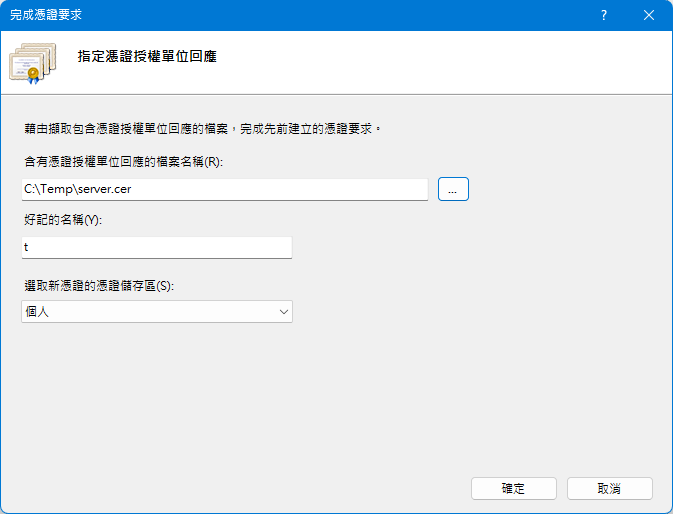 完成憑證要求
?
指定憑證授權單位回應
藉由擷取包含憑證授權單位回應的檔案，完成先前建立的憑證要求。
含有憑證授權單位回應的檔案名稱(R):
C:\Temp\server.cer
...
好記的名稱(Y):
t
選取新憑證的憑證儲存區(S):
個人
確定
取消